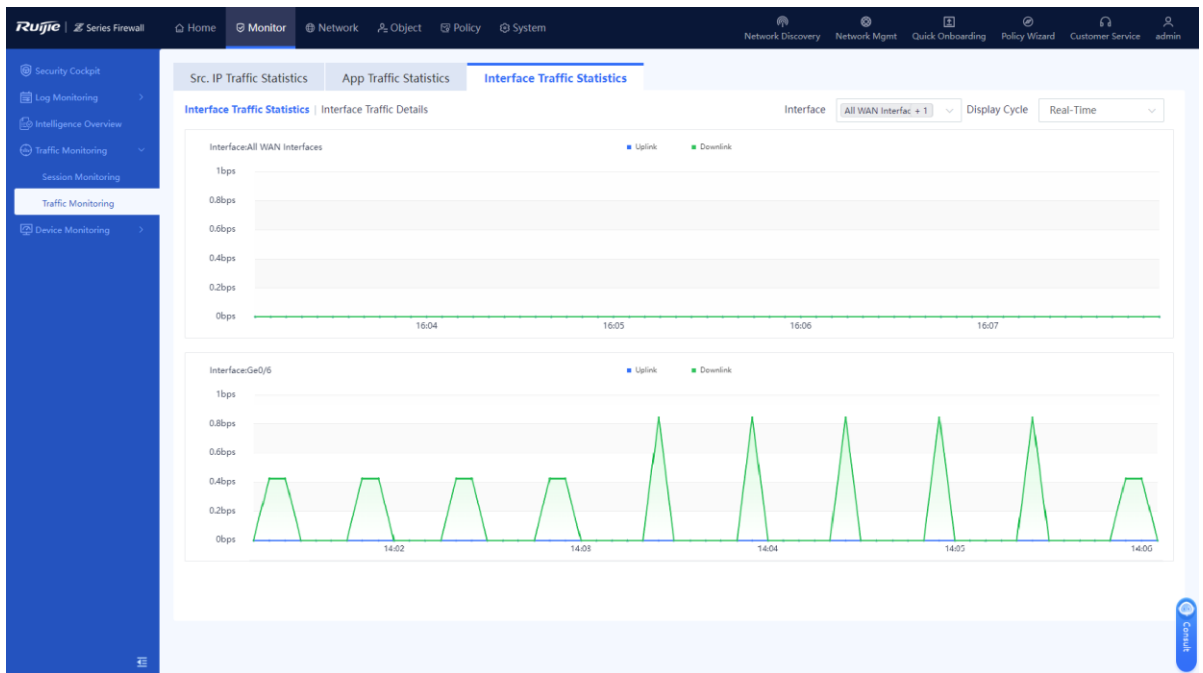 Ruijie | Z Series Firewall
Home
Monitor
Network
Object
Policy
System
Network Discovery
Network Mgmt
Quick Onboarding
Policy Wizard
Customer Service
admin
Security Cockpit
Log Monitoring
Intelligence Overview
Traffic Monitoring
Session Monitoring
Traffic Monitoring
Device Monitoring
Src. IP Traffic Statistics
App Traffic Statistics
Interface Traffic Statistics
Interface Traffic Statistics | Interface Traffic Details
Interface
All WAN Interfac + 1
Display Cycle
Real-Time
Interface:All WAN Interfaces
Uplink
Downlink
1bps
0.8bps
0.6bps
0.4bps
0.2bps
0bps
16:04
16:05
16:06
16:07
Interface:Ge0/6
Uplink
Downlink
1bps
0.8bps
0.6bps
0.4bps
0.2bps
0bps
14:02
14:03
14:04
14:05
14:06
Consult